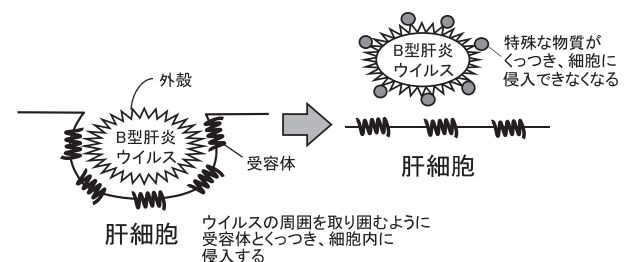 外殻
B型肝炎
ウイルス
受容体
肝細胞
ウイルスの周囲を取り囲むように
受容体とくっつき、細胞内に
侵入する
B型肝炎
ウイルス
特殊な物質が
くっつき、細胞に
侵入できなくなる
肝細胞